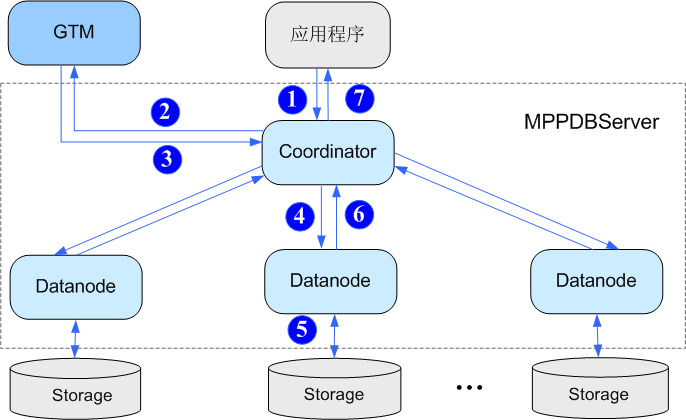 GTM
应用程序
1
7
2
MPPDBServer
3
Coordinator
4
6
Datanode
Datanode
Datanode
5
Storage
Storage
...
Storage